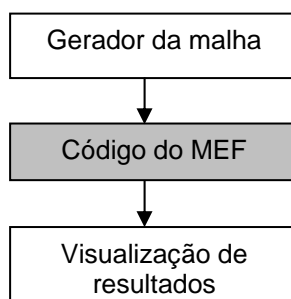 Gerador da malha
Código do MEF
Visualização de
resultados